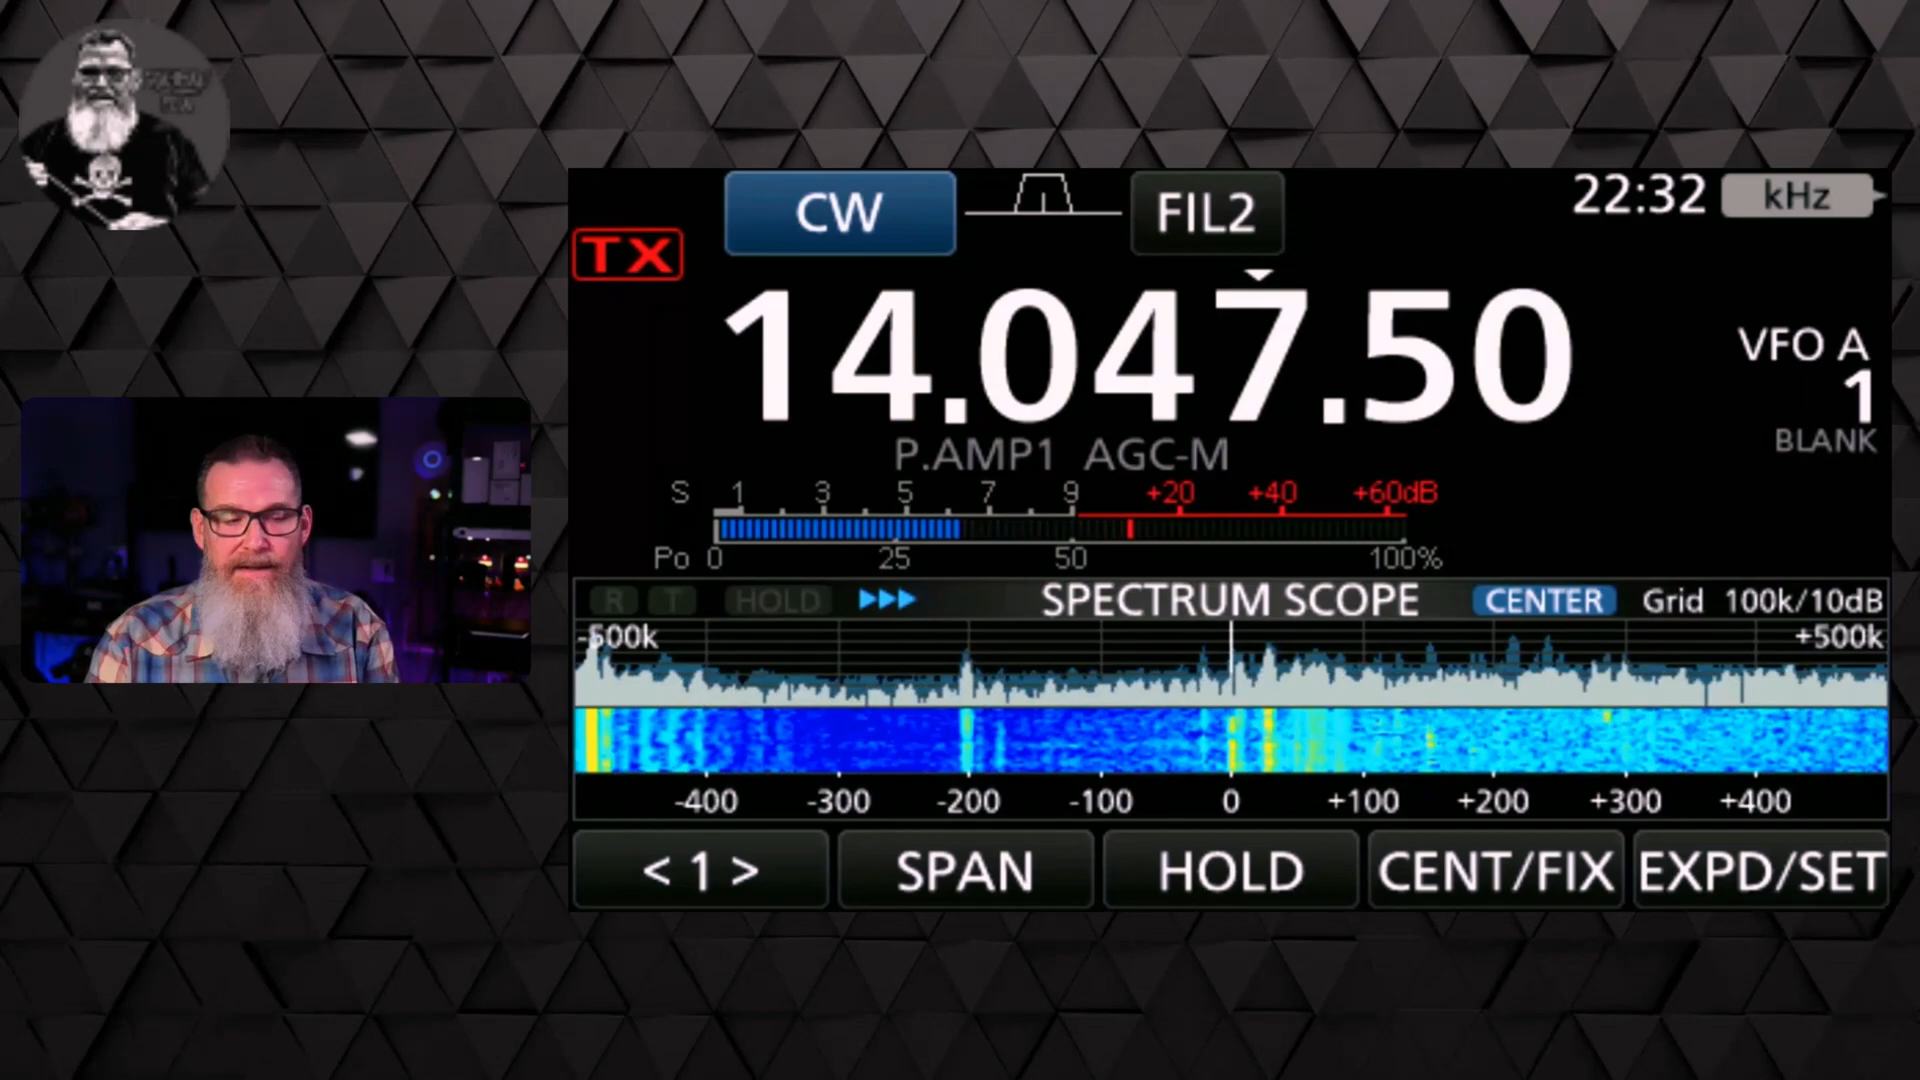 CW
FIL2
22:32
kHz
TX
14.047.50
VFO A
1
BLANK
P.AMP1 AGC-M
S 1 3 5 7 9 +20 +40 +60dB
Po 0 25 50 100%
R T HOLD SPECTRUM SCOPE CENTER Grid 100k/10dB
-500k +500k
-400 -300 -200 -100 0 +100 +200 +300 +400
< 1 > SPAN HOLD CENT/FIX EXPD/SET